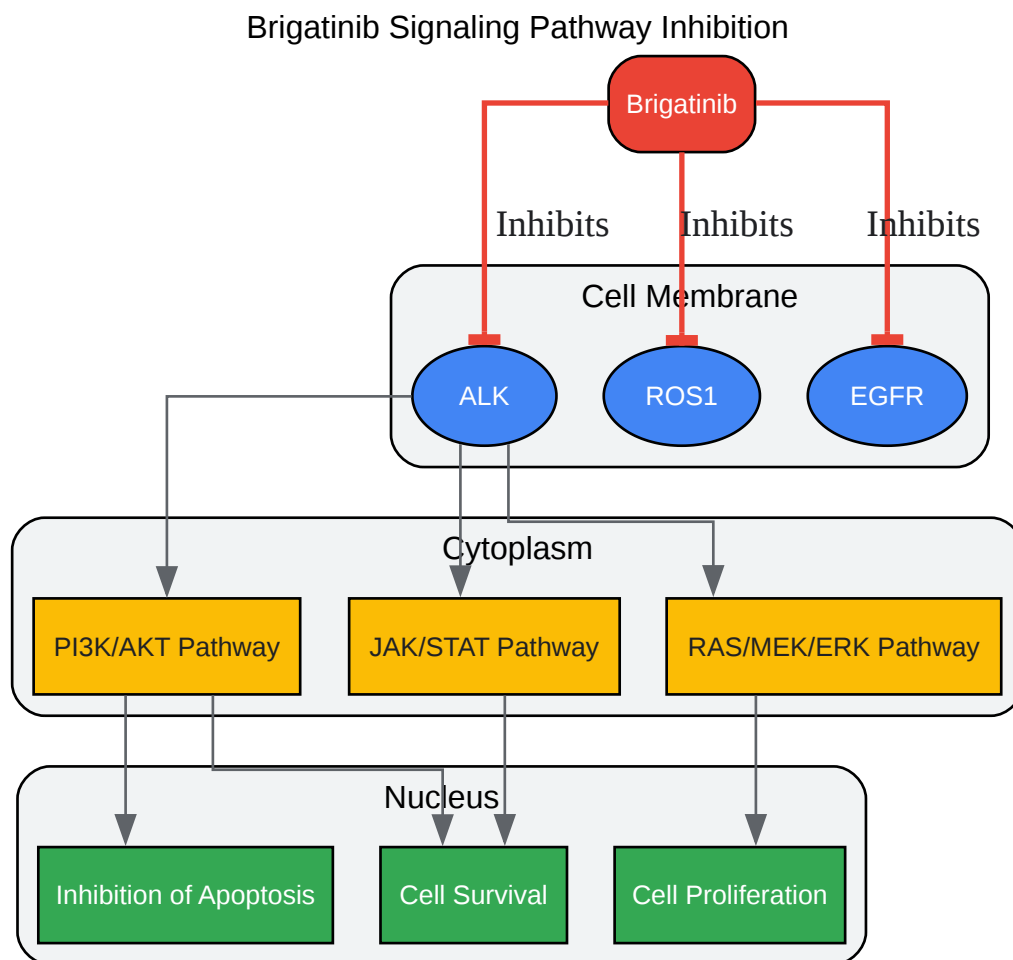 Brigatinib Signaling Pathway Inhibition
Brigatinib
Inhibits
Inhibits
Inhibits
Cell Membrane
ALK
ROS1
EGFR
Cytoplasm
PI3K/AKT Pathway
JAK/STAT Pathway
RAS/MEK/ERK Pathway
Nucleus
Inhibition of Apoptosis
Cell Survival
Cell Proliferation